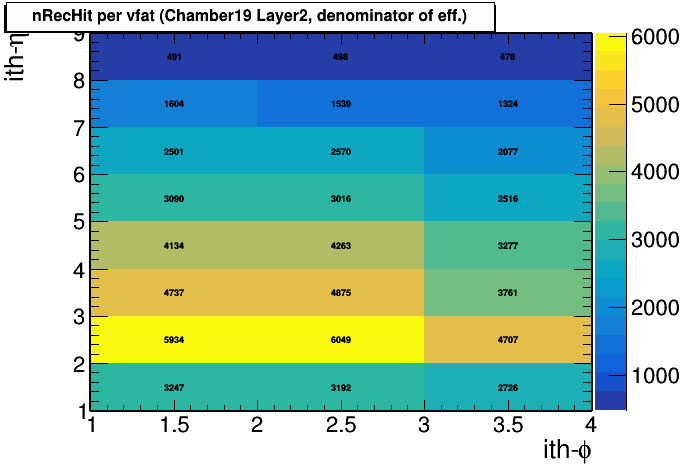 nRecHit per vfat (Chamber19 Layer2, denominator of eff.)
ith-η
9
8
7
6
5
4
3
2
1
491 498 478
1604 1539 1324
2501 2570 2077
3090 3016 2516
4134 4263 3277
4737 4875 3761
5934 6049 4707
3247 3192 2726
1 1.5 2 2.5 3 3.5 4
ith-ϕ
6000
5000
4000
3000
2000
1000